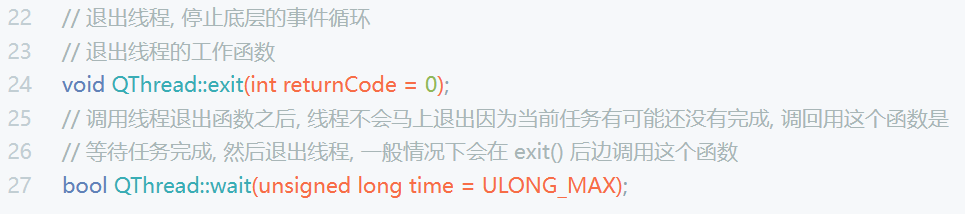 22 // 退出线程, 停止底层的事件循环
23 // 退出线程的工作函数
24 void QThread::exit(int returnCode = 0);
25 // 调用线程退出函数之后, 线程不会马上退出因为当前任务有可能还没有完成, 调回用这个函数是
26 // 等待任务完成, 然后退出线程, 一般情况下会在 exit() 后边调用这个函数
27 bool QThread::wait(unsigned long time = ULONG_MAX);